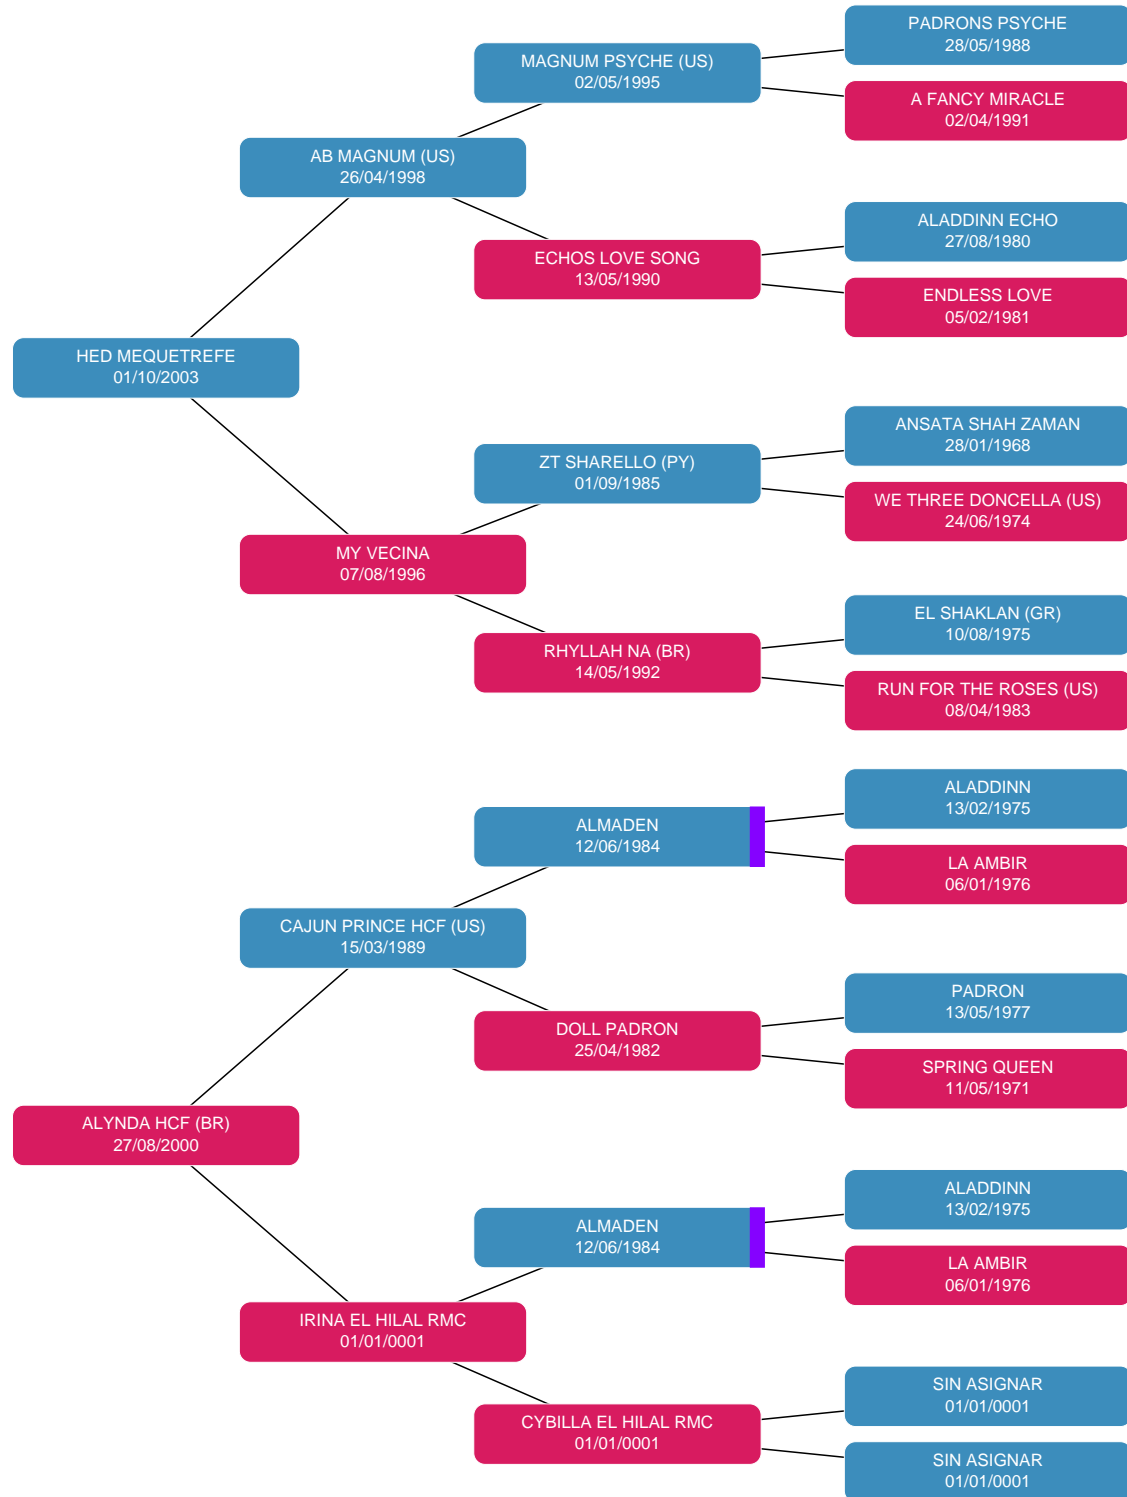 PADRONS PSYCHE
28/05/1988
MAGNUM PSYCHE (US)
02/05/1995
A FANCY MIRACLE
02/04/1991
AB MAGNUM (US)
26/04/1998
ALADDINN ECHO
27/08/1980
ECHOS LOVE SONG
13/05/1990
ENDLESS LOVE
05/02/1981
HED MEQUETREFE
01/10/2003
ANSATA SHAH ZAMAN
28/01/1968
ZT SHARELLO (PY)
01/09/1985
WE THREE DONCELLA (US)
24/06/1974
MY VECINA
07/08/1996
EL SHAKLAN (GR)
10/08/1975
RHYLLAH NA (BR)
14/05/1992
RUN FOR THE ROSES (US)
08/04/1983
ALADDINN
13/02/1975
ALMADEN
12/06/1984
LA AMBIR
06/01/1976
CAJUN PRINCE HCF (US)
15/03/1989
PADRON
13/05/1977
DOLL PADRON
25/04/1982
SPRING QUEEN
11/05/1971
ALYNDA HCF (BR)
27/08/2000
ALADDINN
13/02/1975
ALMADEN
12/06/1984
LA AMBIR
06/01/1976
IRINA EL HILAL RMC
01/01/0001
SIN ASIGNAR
01/01/0001
CYBILLA EL HILAL RMC
01/01/0001
SIN ASIGNAR
01/01/0001